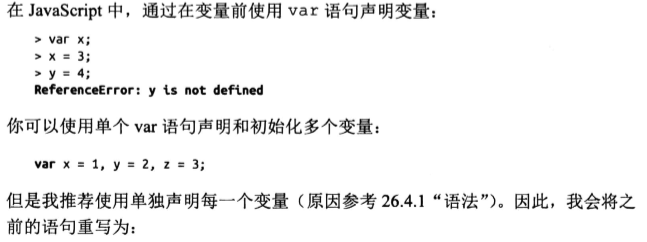 在 JavaScript 中，通过在变量前使用 var 语句声明变量：
> var x;
> x = 3;
> y = 4;
ReferenceError: y is not defined
你可以使用单个 var 语句声明和初始化多个变量：
var x = 1, y = 2, z = 3;
但是我推荐使用单独声明每一个变量（原因参考 26.4.1 “语法”）。因此，我会将之
前的语句重写为：